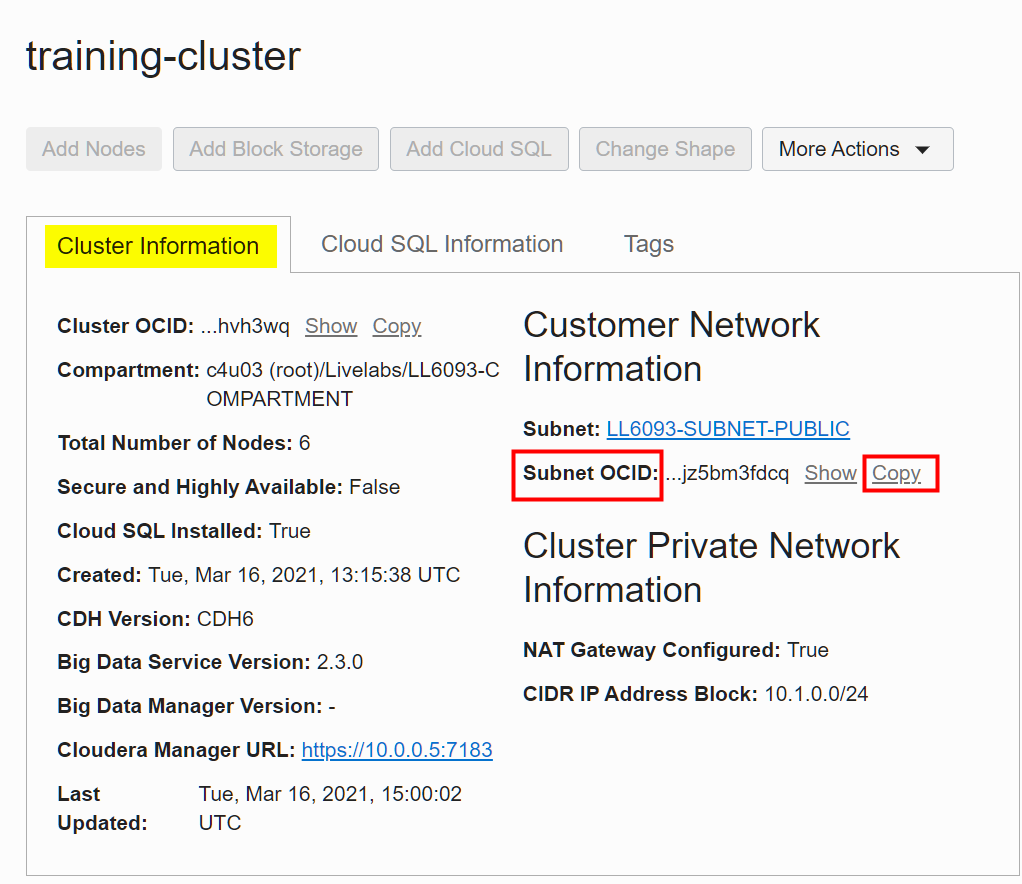 training-cluster
Add Nodes
Add Block Storage
Add Cloud SQL
Change Shape
More Actions
Cluster Information
Cloud SQL Information
Tags
Cluster OCID: ...hvh3wq Show Copy
Compartment: c4u03 (root)/Livelabs/LL6093-C
OMPARTMENT
Total Number of Nodes: 6
Secure and Highly Available: False
Cloud SQL Installed: True
Created: Tue, Mar 16, 2021, 13:15:38 UTC
CDH Version: CDH6
Big Data Service Version: 2.3.0
Big Data Manager Version: -
Cloudera Manager URL: https://10.0.0.5:7183
Last Tue, Mar 16, 2021, 15:00:02
Updated: UTC
Customer Network
Information
Subnet: LL6093-SUBNET-PUBLIC
Subnet OCID: ...jz5bm3fdcq Show Copy
Cluster Private Network
Information
NAT Gateway Configured: True
CIDR IP Address Block: 10.1.0.0/24